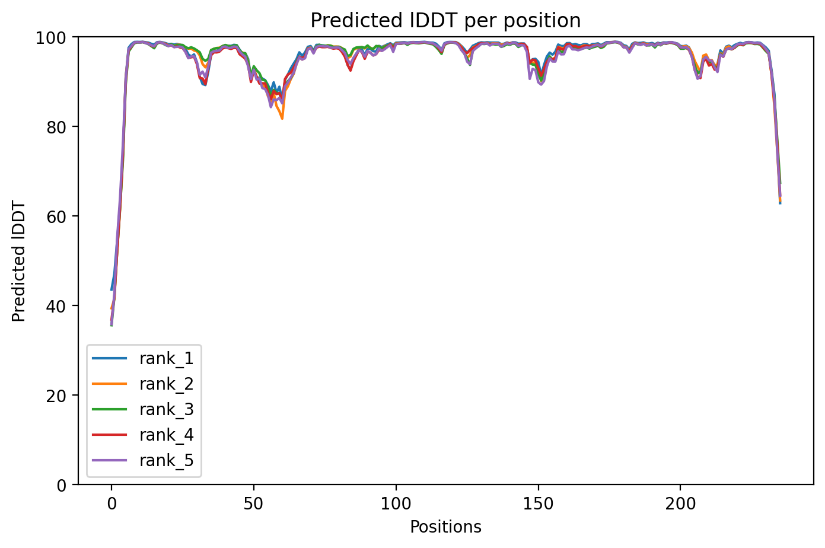 Predicted lDDT per position
100
80
60
40
20
0
Predicted lDDT
rank_1
rank_2
rank_3
rank_4
rank_5
0 50 100 150 200
Positions